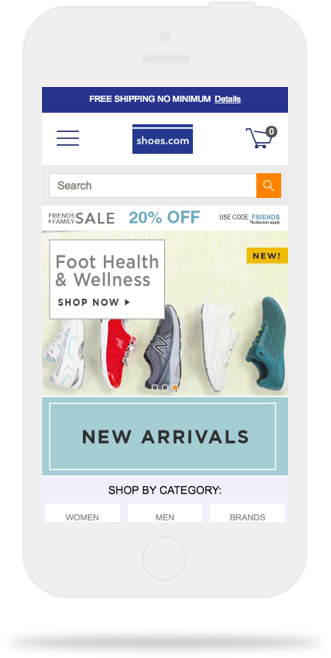 FREE SHIPPING NO MINIMUM Details
shoes.com
0
Search
FRIENDS & FAMILY SALE 20% OFF USE CODE: FRIENDS
*Exclusions apply
NEW!
Foot Health
& Wellness
SHOP NOW
N
NEW ARRIVALS
SHOP BY CATEGORY:
WOMEN MEN BRANDS